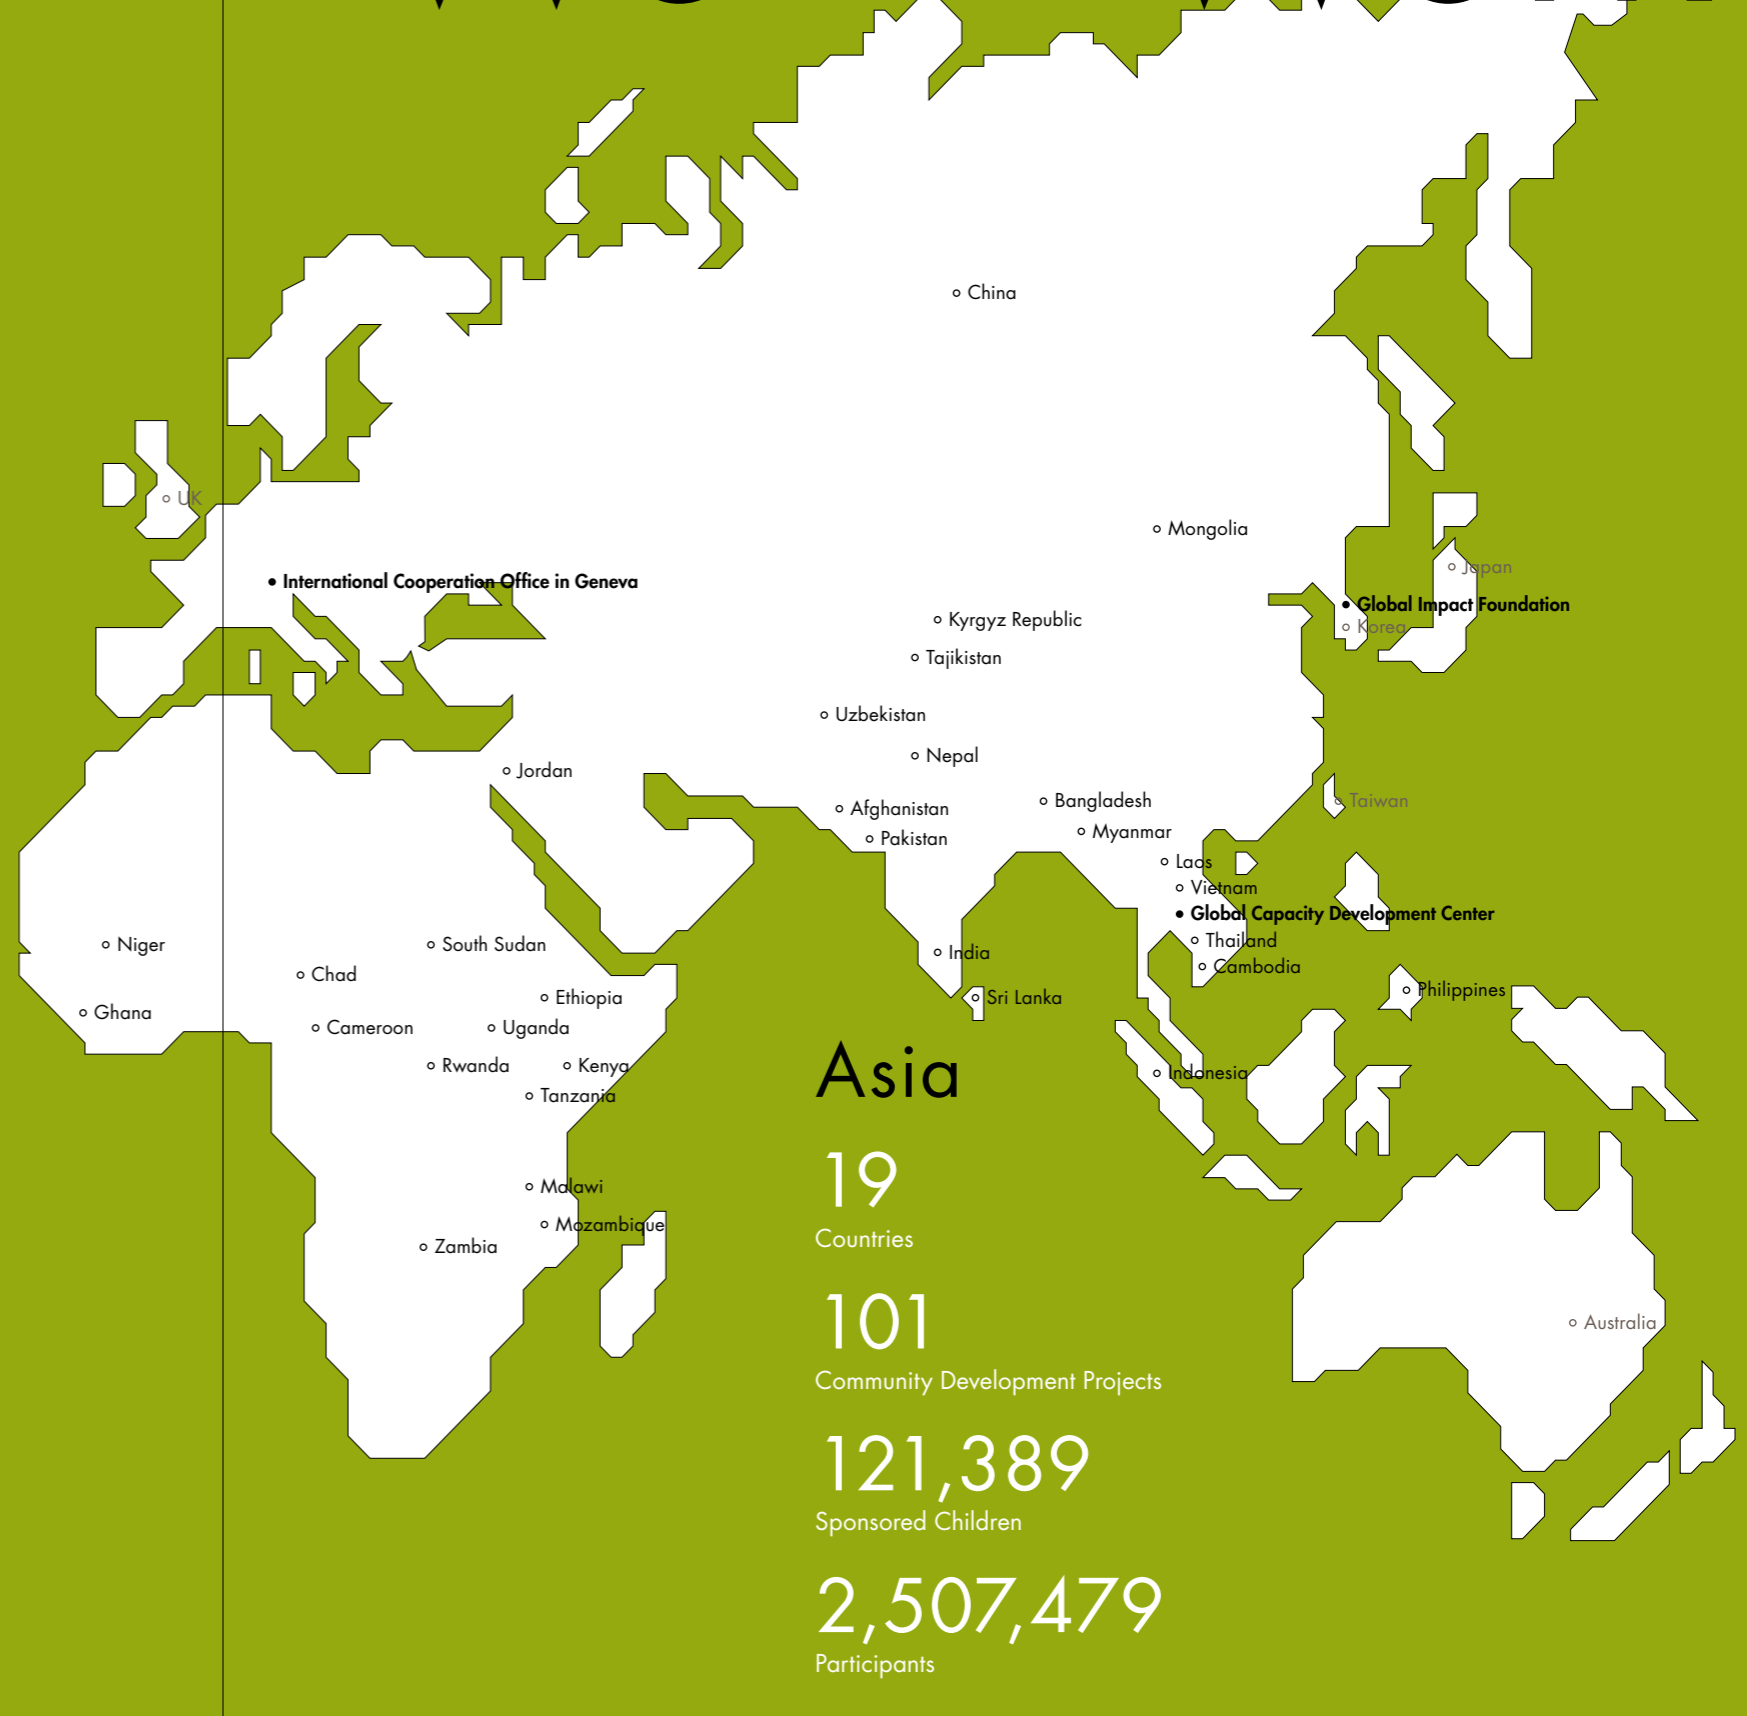 China
UK
Mongolia
Japan
International Cooperation Office in Geneva
Global Impact Foundation
Kyrgyz Republic
Korea
Tajikistan
Uzbekistan
Nepal
Jordan
Afghanistan
Bangladesh
Taiwan
Pakistan
Myanmar
Laos
Vietnam
Global Capacity Development Center
Thailand
Niger
South Sudan
India
Cambodia
Chad
Ethiopia
Sri Lanka
Philippines
Ghana
Cameroon
Uganda
Rwanda
Kenya
Indonesia
Tanzania
Malawi
Mozambique
Zambia
Australia
Asia
19
Countries
101
Community Development Projects
121,389
Sponsored Children
2,507,479
Participants